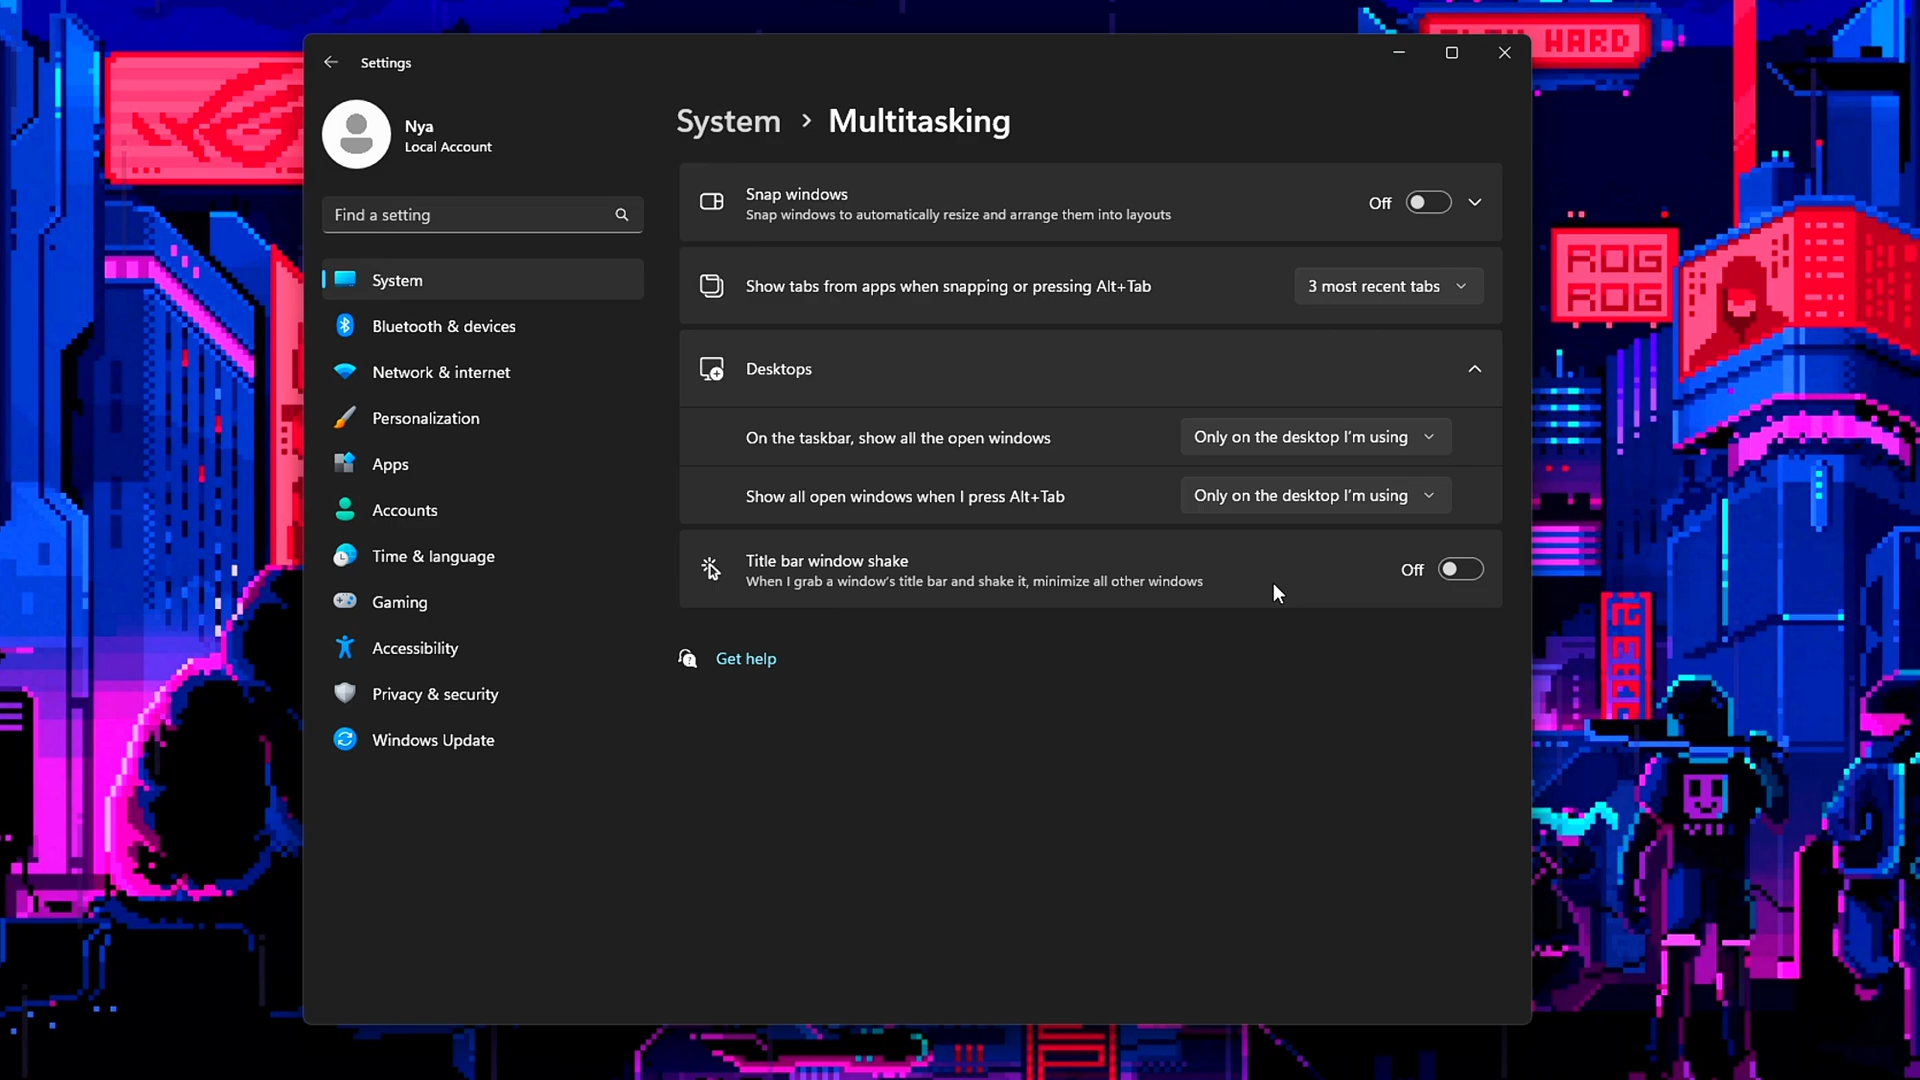 HARD
Settings
Nya
Local Account
Find a setting
System
Bluetooth & devices
Network & internet
Personalization
Apps
Accounts
Time & language
Gaming
Accessibility
Privacy & security
Windows Update
System > Multitasking
Snap windows
Snap windows to automatically resize and arrange them into layouts
Off
Show tabs from apps when snapping or pressing Alt+Tab
3 most recent tabs
Desktops
On the taskbar, show all the open windows
Only on the desktop I'm using
Show all open windows when I press Alt+Tab
Only on the desktop I'm using
Title bar window shake
When I grab a window's title bar and shake it, minimize all other windows
Off
Get help
ROG
ROG